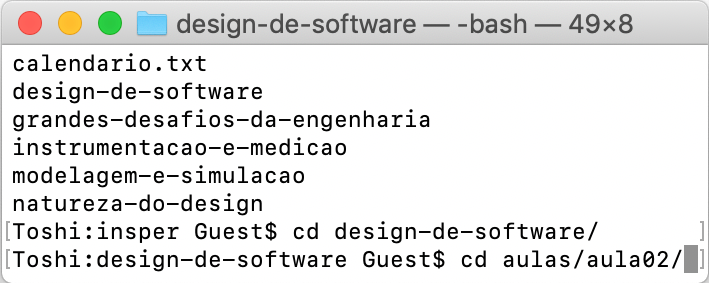 design-de-software — -bash — 49×8
calendario.txt
design-de-software
grandes-desafios-da-engenharia
instrumentacao-e-medicao
modelagem-e-simulacao
natureza-do-design
[Toshi:insper Guest$ cd design-de-software/ ]
[Toshi:design-de-software Guest$ cd aulas/aula02/ ]